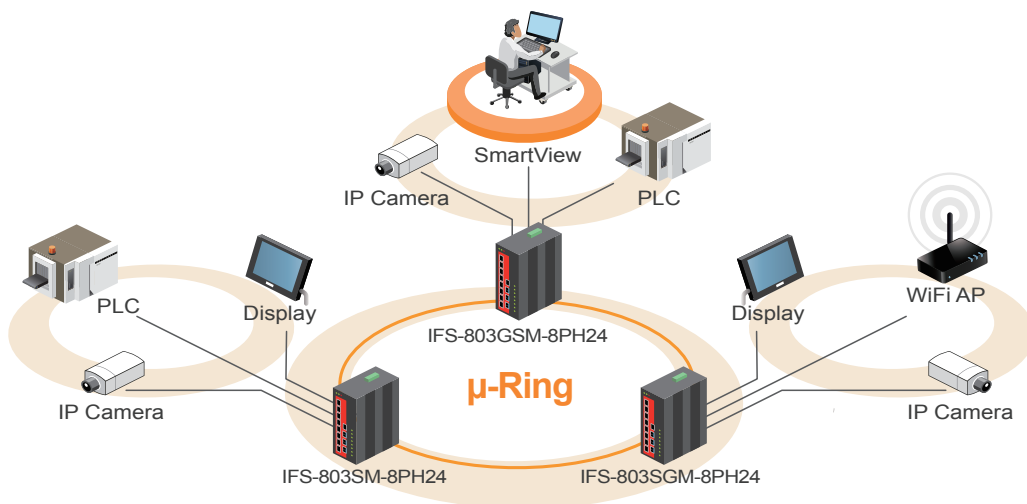 SmartView
IP Camera
PLC
PLC
Display
Display
WiFi AP
IFS-803GSM-8PH24
μ-Ring
IP Camera
IP Camera
IFS-803SM-8PH24
IFS-803SGM-8PH24